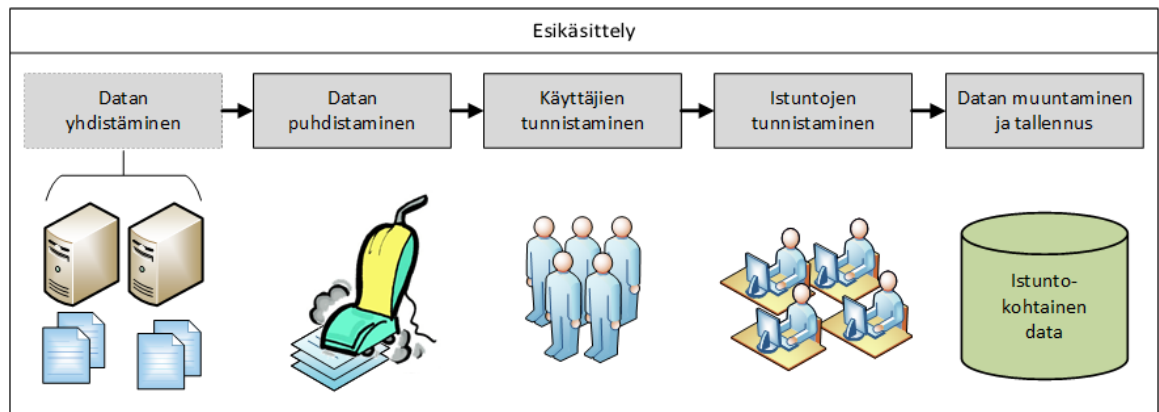 Esikäsittely
Datan
yhdistäminen
Datan
puhdistaminen
Käyttäjien
tunnistaminen
Istuntojen
tunnistaminen
Datan muuntaminen
ja tallennus
Istunto-
kohtainen
data